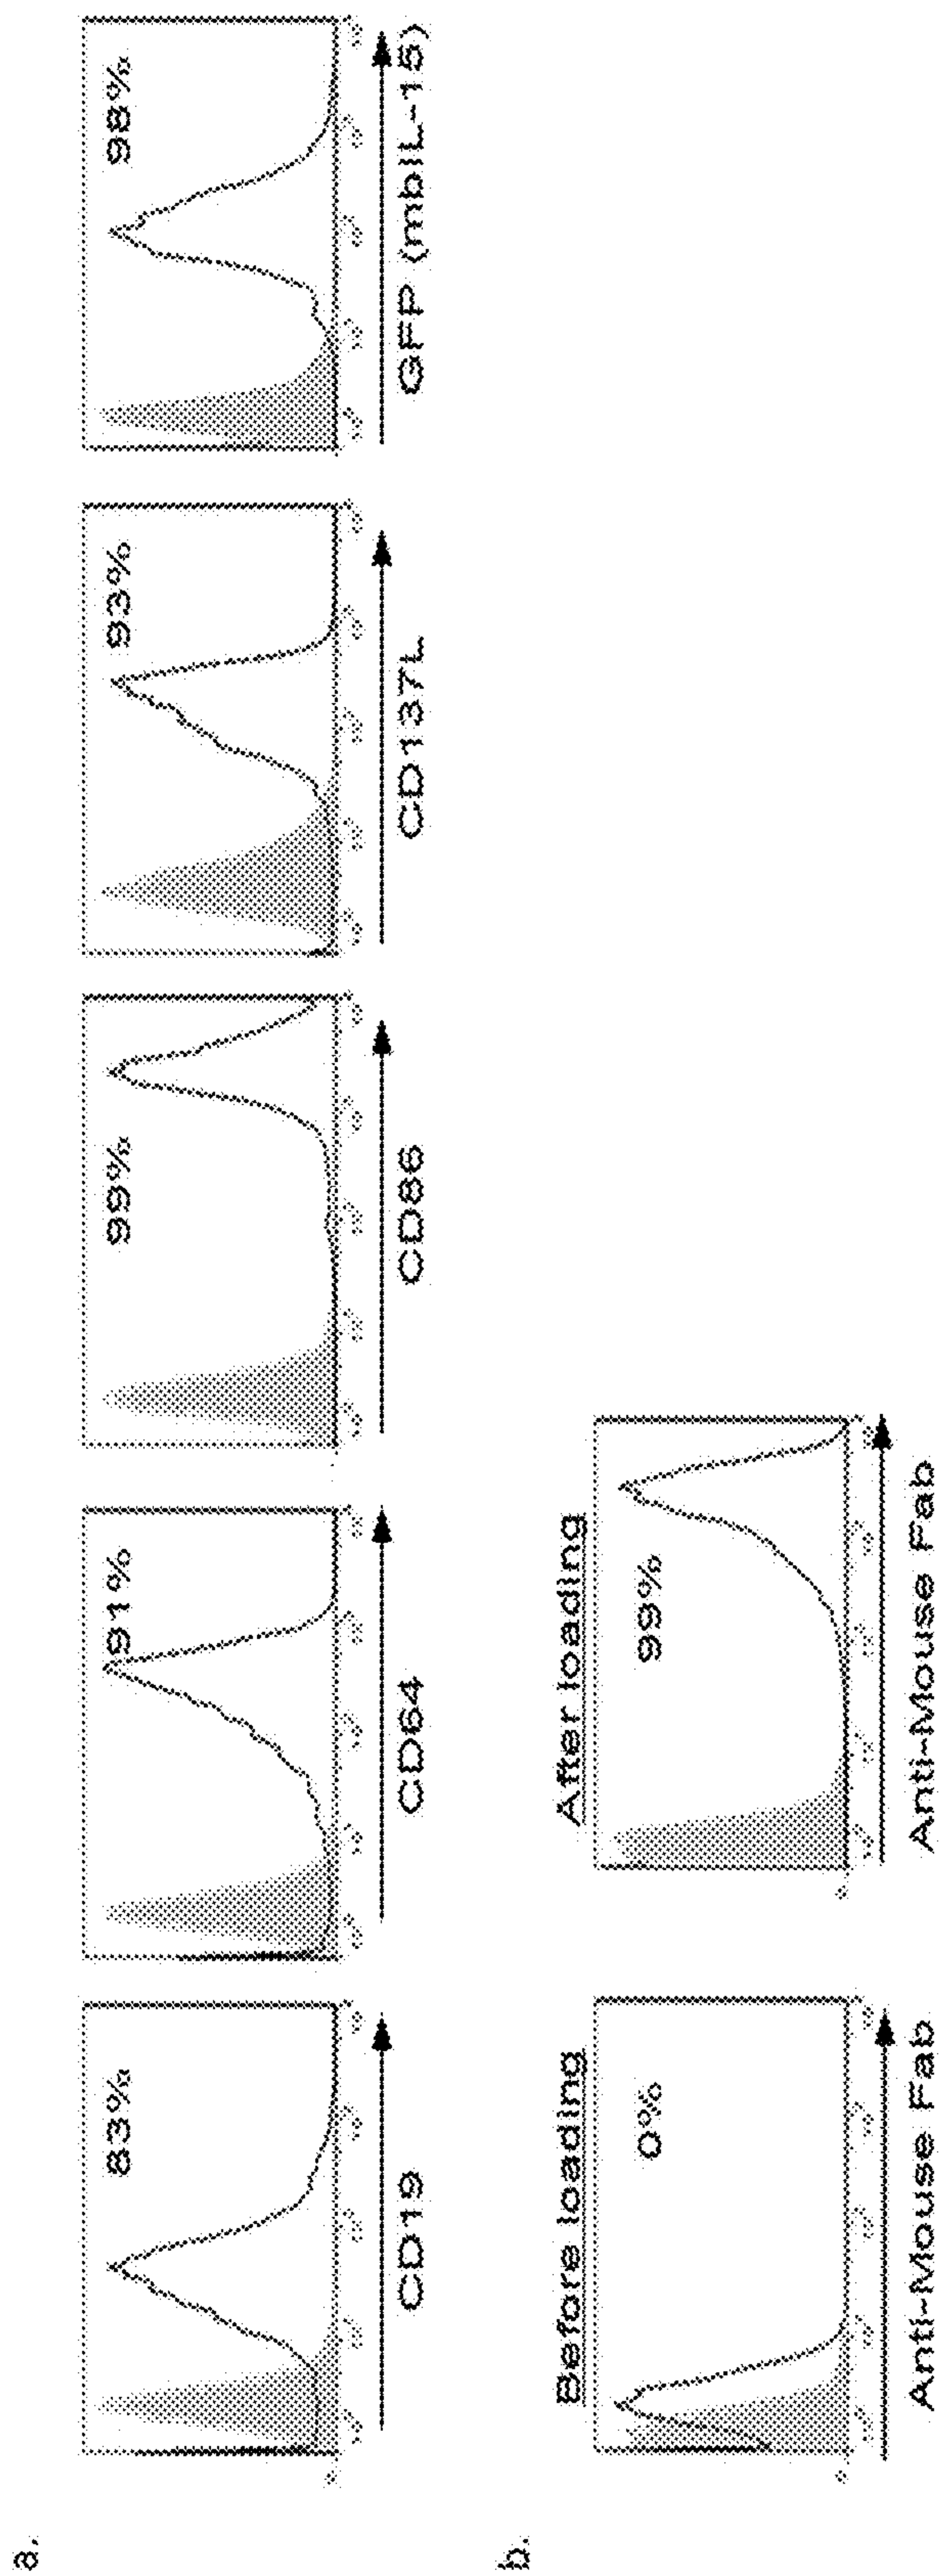 a.
83%
91%
99%
93%
98%
CD19
CD64
CD86
CD137L
GFP (mbIL-15)
b.
Before loading
After loading
0%
99%
Anti-Mouse Fab
Anti-Mouse Fab